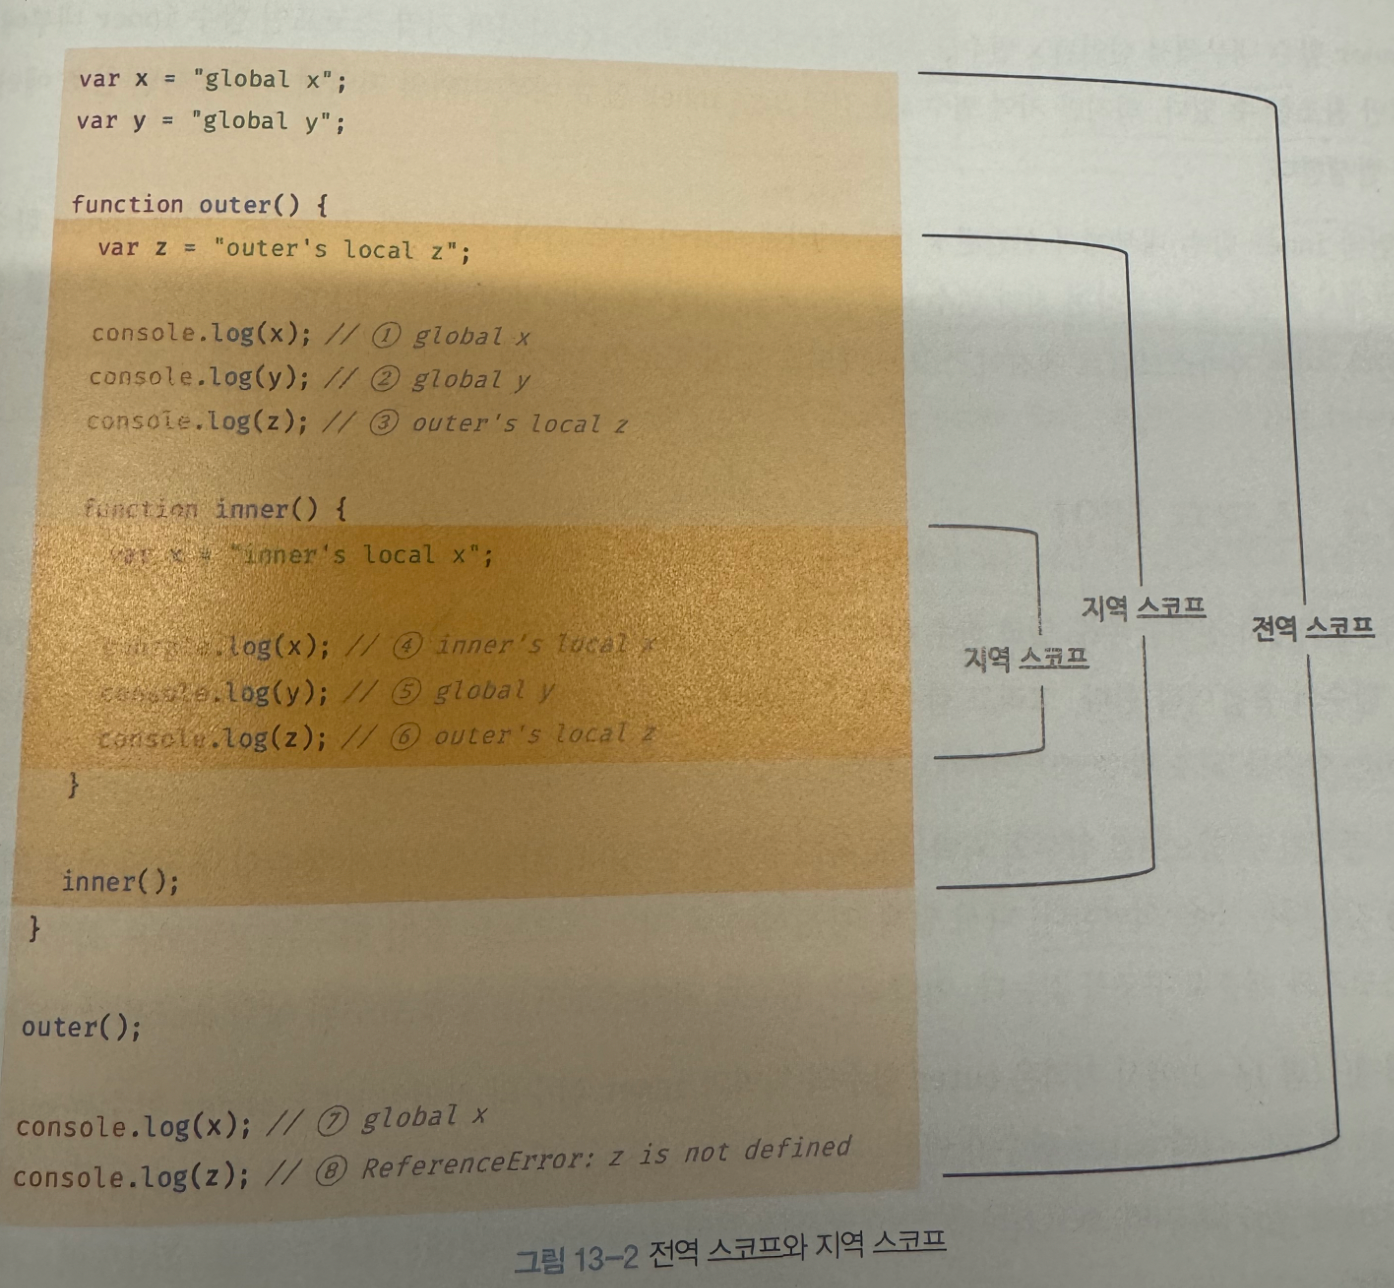 var x = "global x";
var y = "global y";
function outer() {
var z = "outer's local z";
console.log(x); // ① global x
console.log(y); // ② global y
console.log(z); // ③ outer's local z
function inner() {
var x = "inner's local x";
console.log(x); // ④ inner's local x
console.log(y); // ⑤ global y
console.log(z); // ⑥ outer's local z
}
inner();
}
outer();
console.log(x); // ⑦ global x
console.log(z); // ⑧ ReferenceError: z is not defined
지역 스코프
지역 스코프
전역 스코프
그림 13-2 전역 스코프와 지역 스코프